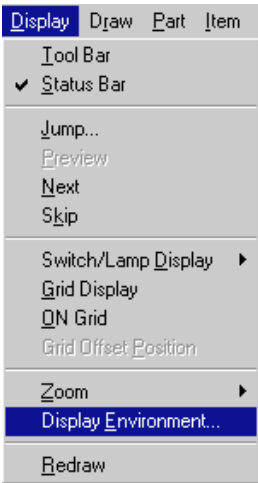 Display Draw Part Item
Tool Bar
✔ Status Bar
Jump...
Preview
Next
Skip
Switch/Lamp Display
Grid Display
ON Grid
Grid Offset Position
Zoom
Display Environment...
Redraw